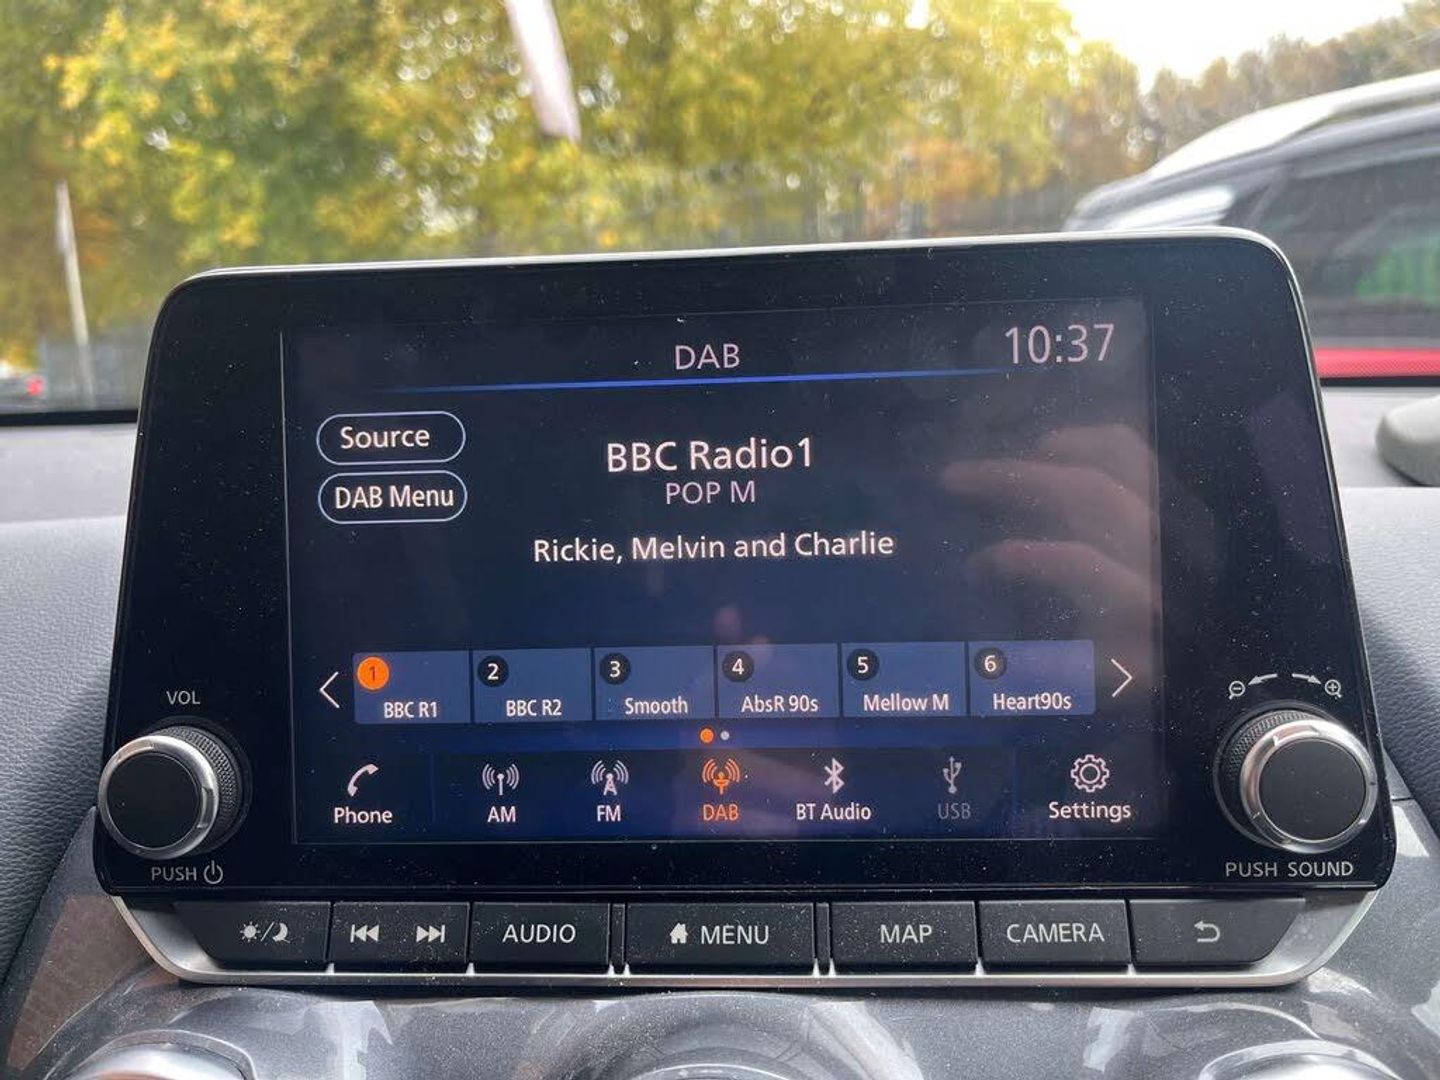 DAB
10:37
Source
DAB Menu
BBC Radio1
POP M
Rickie, Melvin and Charlie
1 BBC R1
2 BBC R2
3 Smooth
4 AbsR 90s
5 Mellow M
6 Heart90s
Phone
AM
FM
DAB
BT Audio
USB
Settings
VOL
PUSH
PUSH SOUND
AUDIO
MENU
MAP
CAMERA